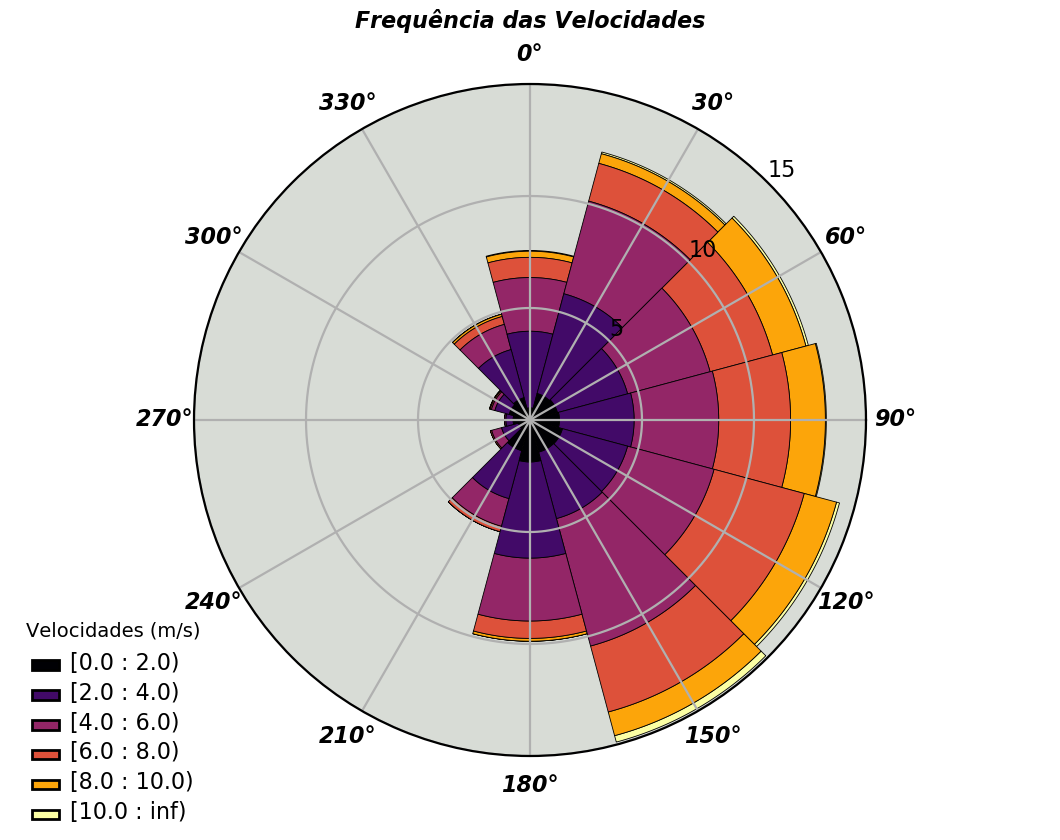 Frequência das Velocidades
0°
330°
30°
15
300°
60°
10
5
270°
90°
240°
120°
210°
150°
180°
Velocidades (m/s)
[0.0 : 2.0)
[2.0 : 4.0)
[4.0 : 6.0)
[6.0 : 8.0)
[8.0 : 10.0)
[10.0 : inf)